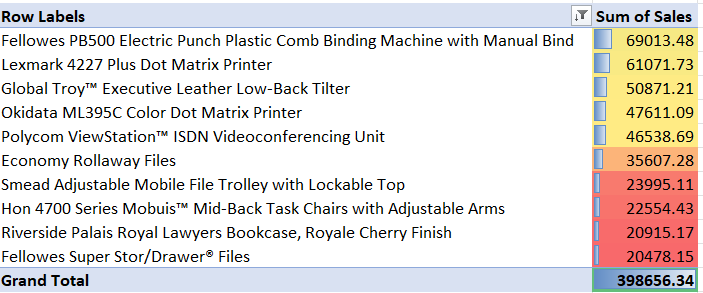 Row Labels Sum of Sales
Fellowes PB500 Electric Punch Plastic Comb Binding Machine with Manual Bind 69013.48
Lexmark 4227 Plus Dot Matrix Printer 61071.73
Global Troy™ Executive Leather Low-Back Tilter 50871.21
Okidata ML395C Color Dot Matrix Printer 47611.09
Polycom ViewStation™ ISDN Videoconferencing Unit 46538.69
Economy Rollaway Files 35607.28
Smead Adjustable Mobile File Trolley with Lockable Top 23995.11
Hon 4700 Series Mobuis™ Mid-Back Task Chairs with Adjustable Arms 22554.43
Riverside Palais Royal Lawyers Bookcase, Royale Cherry Finish 20915.17
Fellowes Super Stor/Drawer® Files 20478.15
Grand Total 398656.34